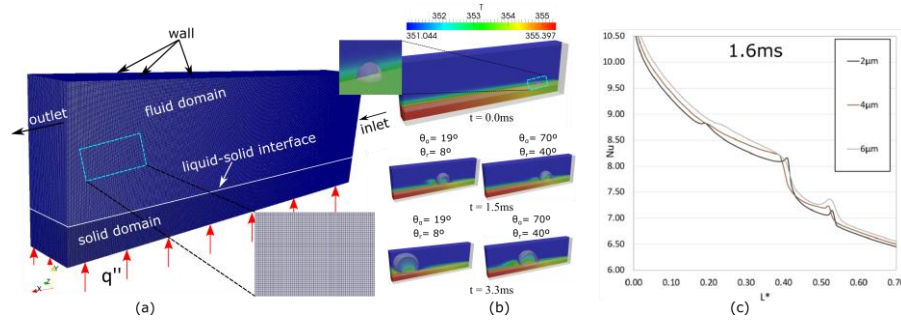 wall
fluid domain
outlet
inlet
liquid-solid interface
solid domain
q''
x
z
(a)
T
352 353 354 355
351.044 355.397
t = 0.0ms
θₒ= 19º θₒ= 70º
θᵣ= 8º θᵣ= 40º
t = 1.5ms
θₒ= 19º θₒ= 70º
θᵣ= 8º θᵣ= 40º
t = 3.3ms
(b)
1.6ms
2μm
4μm
6μm
10.50
10.00
9.50
9.00
8.50
8.00
7.50
7.00
6.50
6.00
Nu
0.00 0.10 0.20 0.30 0.40 0.50 0.60 0.70
L*
(c)